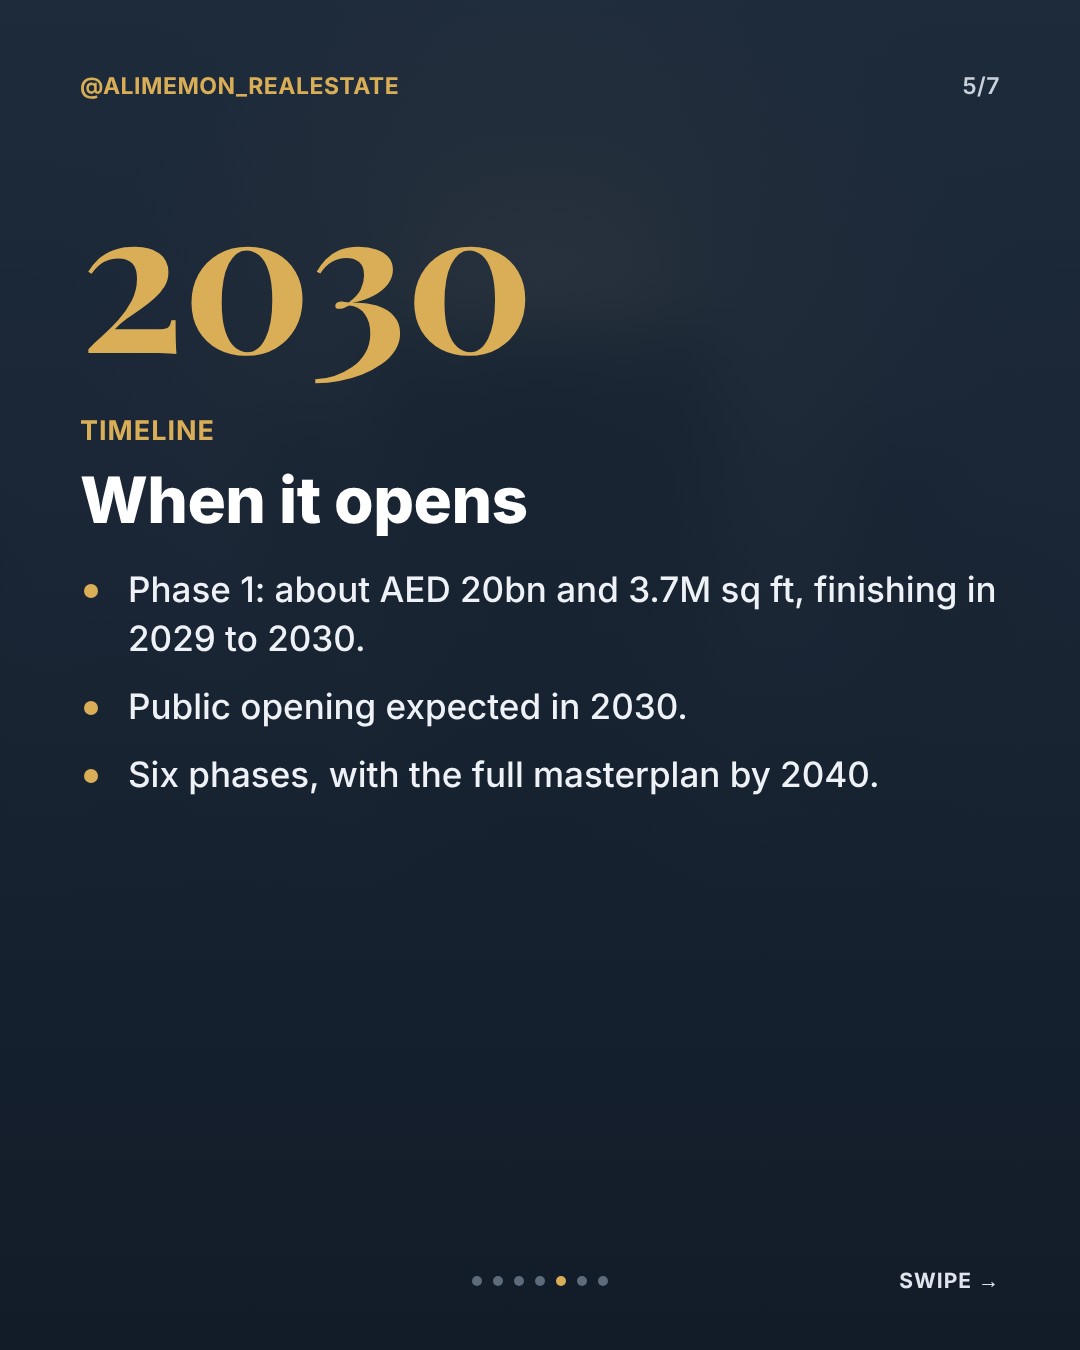 @ALIMEMON_REALESTATE
5/7
2030
TIMELINE
When it opens
• Phase 1: about AED 20bn and 3.7M sq ft, finishing in
2029 to 2030.
• Public opening expected in 2030.
• Six phases, with the full masterplan by 2040.
SWIPE →